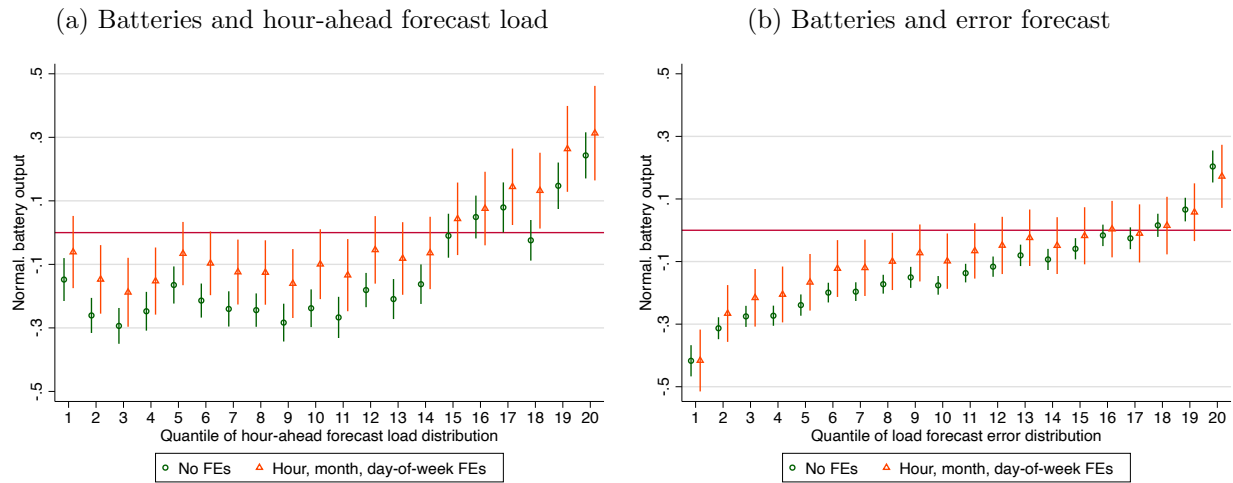 (a) Batteries and hour-ahead forecast load
Normal. battery output
.5
.3
.1
-.1
-.3
-.5
1 2 3 4 5 6 7 8 9 10 11 12 13 14 15 16 17 18 19 20
Quantile of hour-ahead forecast load distribution
No FEs Hour, month, day-of-week FEs
(b) Batteries and error forecast
Normal. battery output
.5
.3
.1
-.1
-.3
-.5
1 2 3 4 5 6 7 8 9 10 11 12 13 14 15 16 17 18 19 20
Quantile of load forecast error distribution
No FEs Hour, month, day-of-week FEs